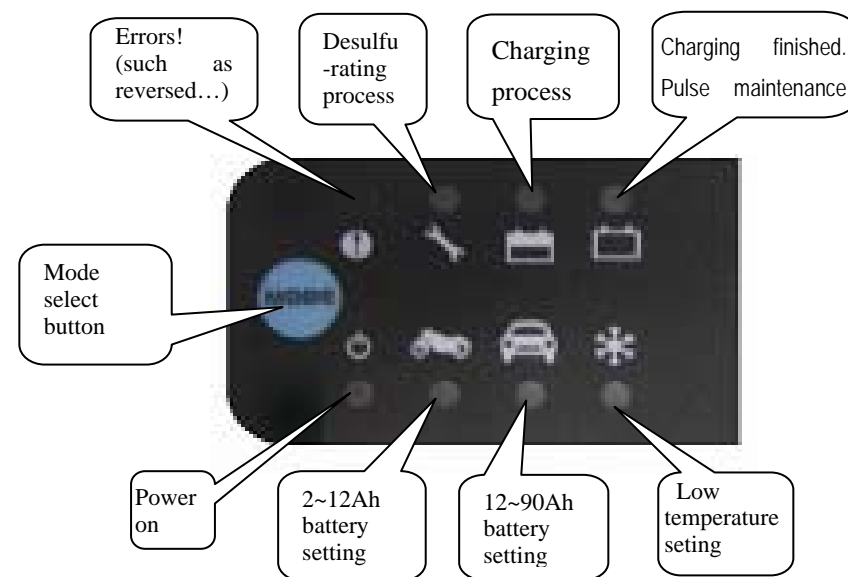 Errors!
(such as
reversed…)
Desulfu
-rating
process
Charging
process
Charging finished.
Pulse maintenance
Mode
select
button
MODE
Power
on
2~12Ah
battery
setting
12~90Ah
battery
setting
Low
temperature
seting